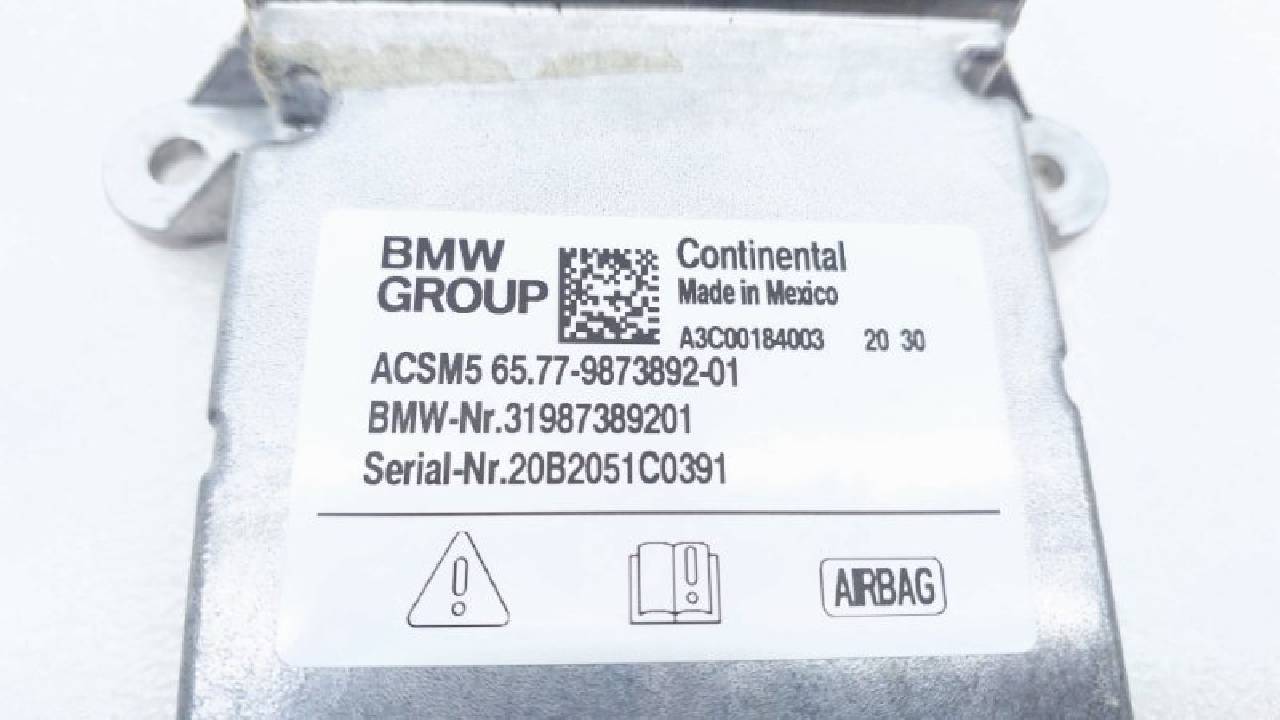 BMW
GROUP
Continental
Made in Mexico
A3C00184003 20 30
ACSM5 65.77-9873892-01
BMW-Nr.31987389201
Serial-Nr.20B2051C0391
AIRBAG